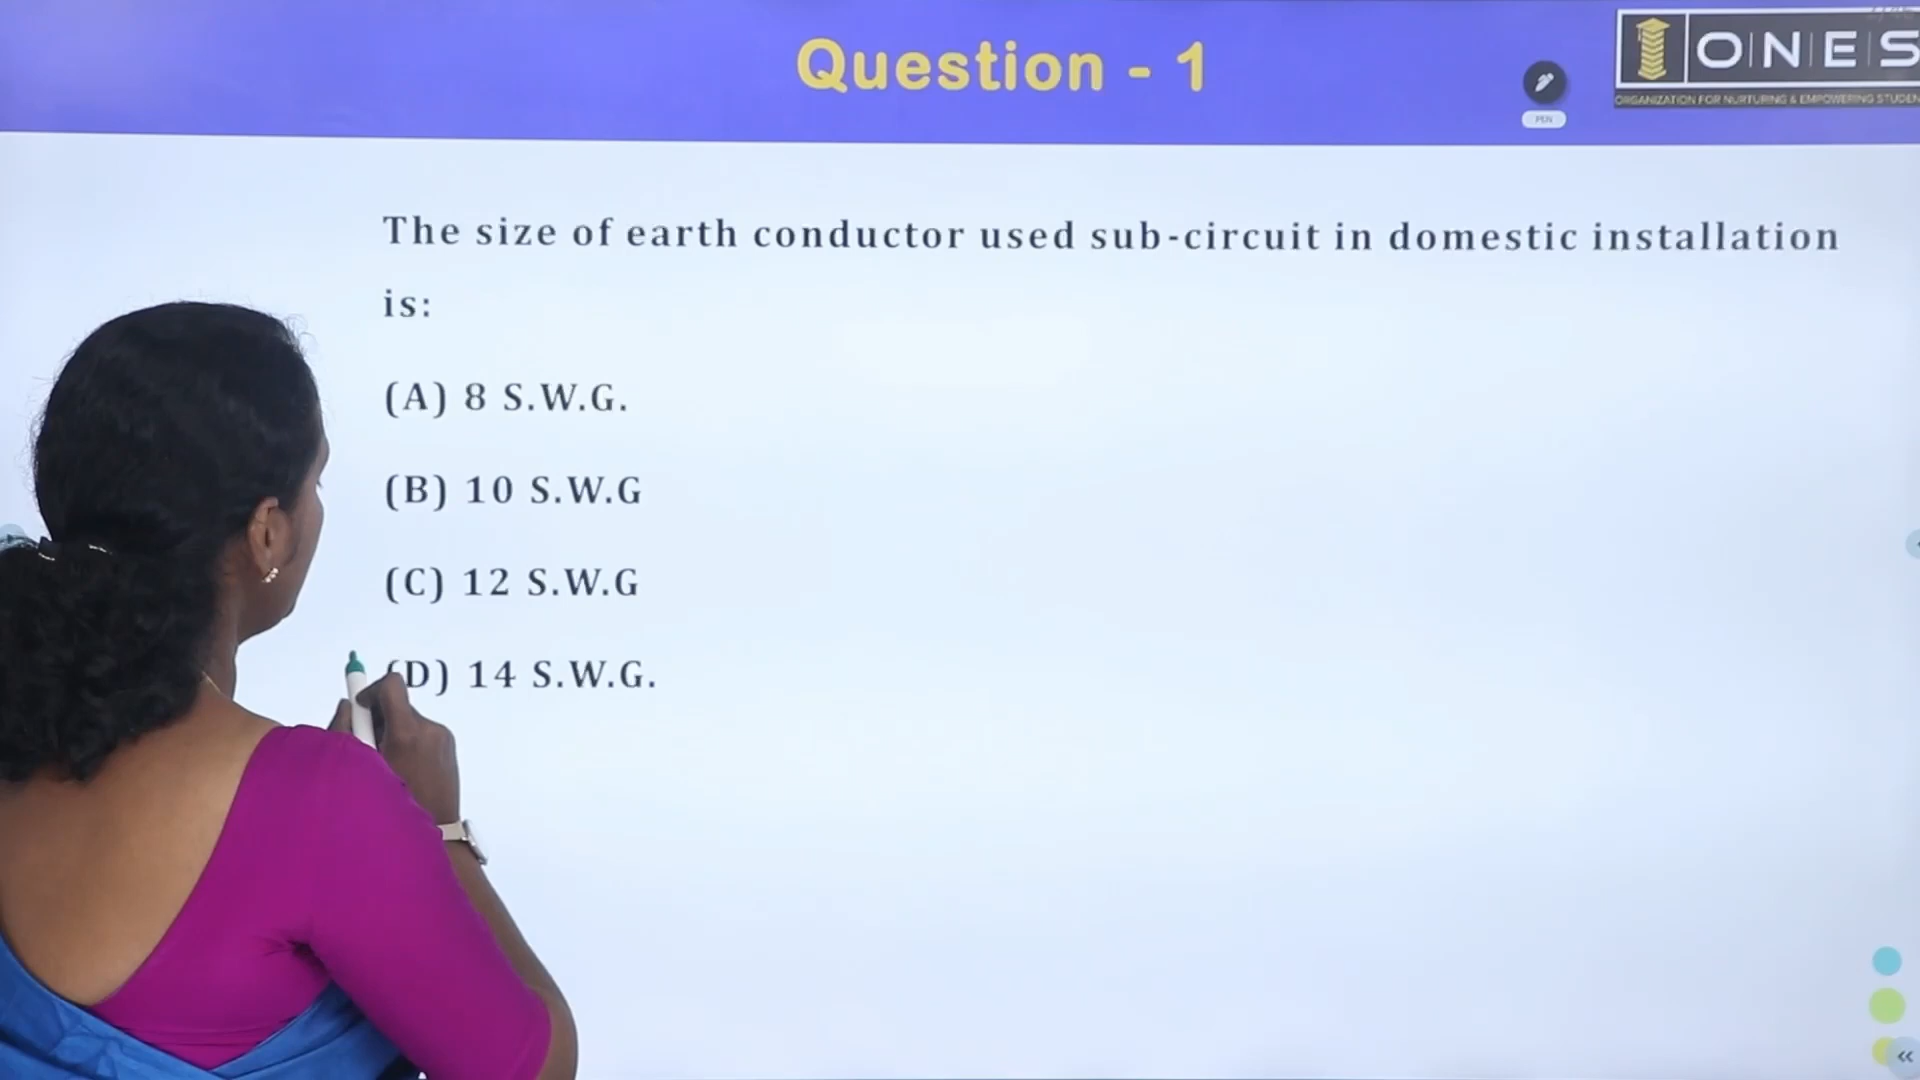 Question - 1
PEN
ONES
ORGANIZATION FOR NURTURING & EMPOWERING STUDEN
The size of earth conductor used sub-circuit in domestic installation
is:
(A) 8 S.W.G.
(B) 10 S.W.G
(C) 12 S.W.G
(D) 14 S.W.G.